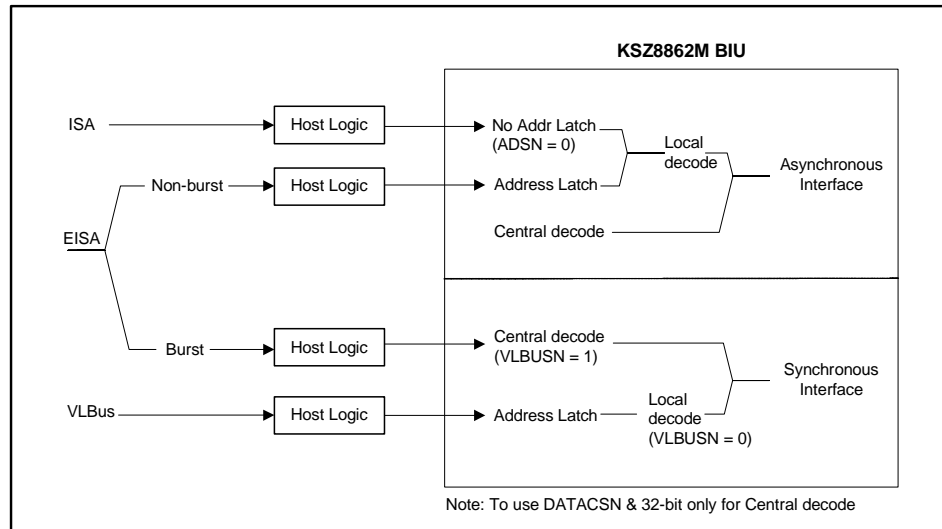 KSZ8862M BIU
ISA
Host Logic
No Addr Latch
(ADSN = 0)
Local
decode
Asynchronous
Interface
Non-burst
Host Logic
Address Latch
EISA
Central decode
Burst
Host Logic
Central decode
(VLBUSN = 1)
Synchronous
Interface
VLBus
Host Logic
Address Latch
Local
decode
(VLBUSN = 0)
Note: To use DATACSN & 32-bit only for Central decode